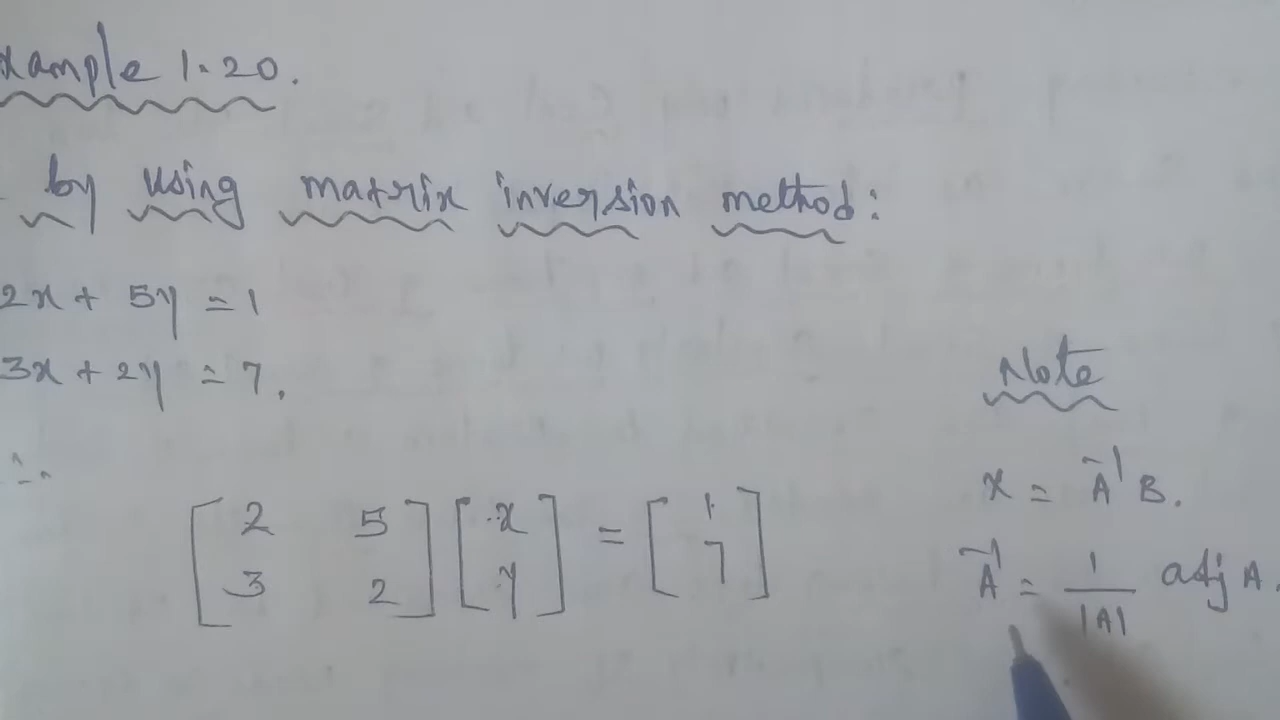 xample 1.20.
by using matrix inversion method:
2x + 5y = 1
3x + 2y = 7.
∴
[2 5 [x = [1
3 2] y] 7]
Note
x = A⁻¹ B.
A⁻¹ = 1/|A| adj A.